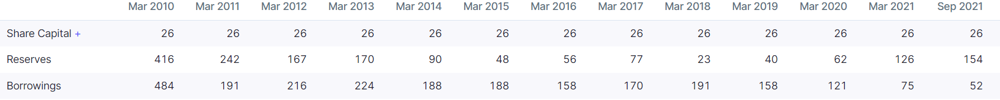 Mar 2010 Mar 2011 Mar 2012 Mar 2013 Mar 2014 Mar 2015 Mar 2016 Mar 2017 Mar 2018 Mar 2019 Mar 2020 Mar 2021 Sep 2021
Share Capital + 26 26 26 26 26 26 26 26 26 26 26 26 26
Reserves 416 242 167 170 90 48 56 77 23 40 62 126 154
Borrowings 484 191 216 224 188 188 158 170 191 158 121 75 52